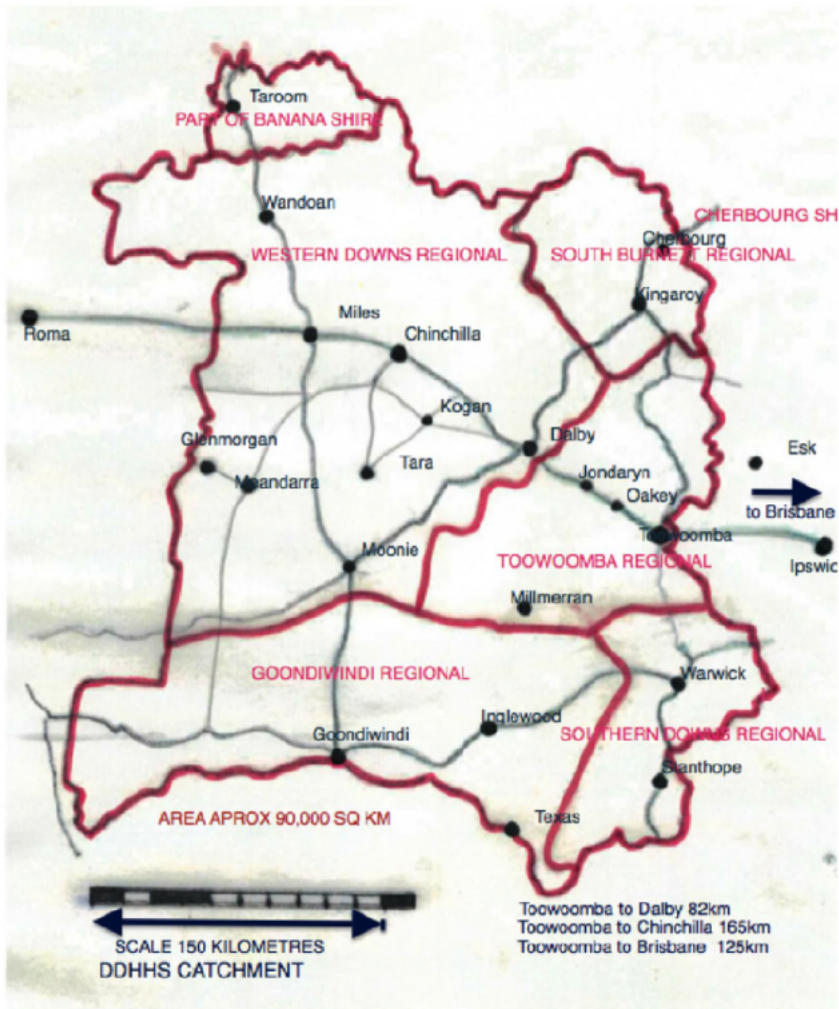 Taroom
PART OF BANANA SHIRE
Wandoan
CHERBOURG SH
Cherbourg
WESTERN DOWNS REGIONAL
SOUTH BURNETT REGIONAL
Kingaroy
Miles
Roma
Chinchilla
Kogan
Dalby
Glenmorgan
Tara
Esk
Meandarra
Jondaryn
Oakey
to Brisbane
Toowoomba
Moonie
TOOWOOMBA REGIONAL
Ipswic
Millmerran
GOONDIWINDI REGIONAL
Warwick
Inglewood
Goondiwindi
SOUTHERN DOWNS REGIONAL
Stanthope
AREA APROX 90,000 SQ KM
Texas
Toowoomba to Dalby 82km
Toowoomba to Chinchilla 165km
Toowoomba to Brisbane 125km
SCALE 150 KILOMETRES
DDHHS CATCHMENT